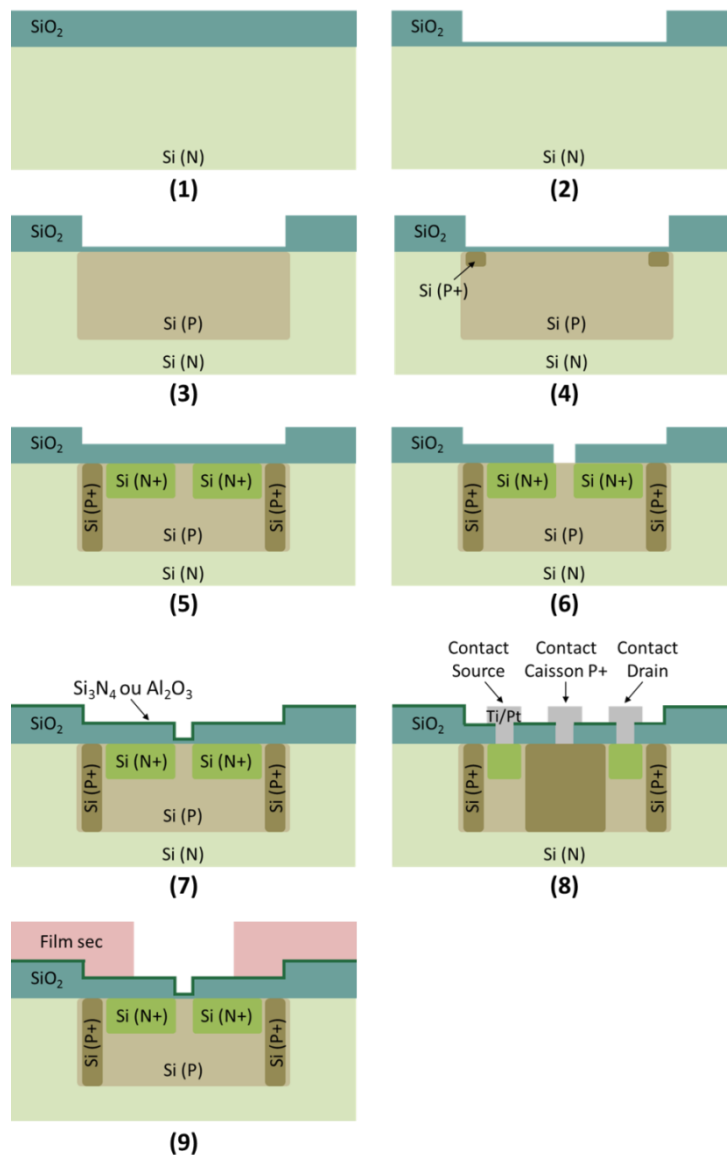 SiO2
Si (N)
(1)
SiO2
Si (N)
(2)
SiO2
Si (P)
Si (N)
(3)
SiO2
Si (P+)
Si (P)
Si (N)
(4)
SiO2
Si (P+)
Si (N+)
Si (N+)
Si (P+)
Si (P)
Si (N)
(5)
SiO2
Si (P+)
Si (N+)
Si (N+)
Si (P+)
Si (P)
Si (N)
(6)
Si3N4 ou Al2O3
SiO2
Si (P+)
Si (N+)
Si (N+)
Si (P+)
Si (P)
Si (N)
(7)
Contact
Source
Contact
Caisson P+
Contact
Drain
Ti/Pt
SiO2
Si (P+)
Si (P+)
Si (N)
(8)
Film sec
SiO2
Si (P+)
Si (N+)
Si (N+)
Si (P+)
Si (P)
(9)